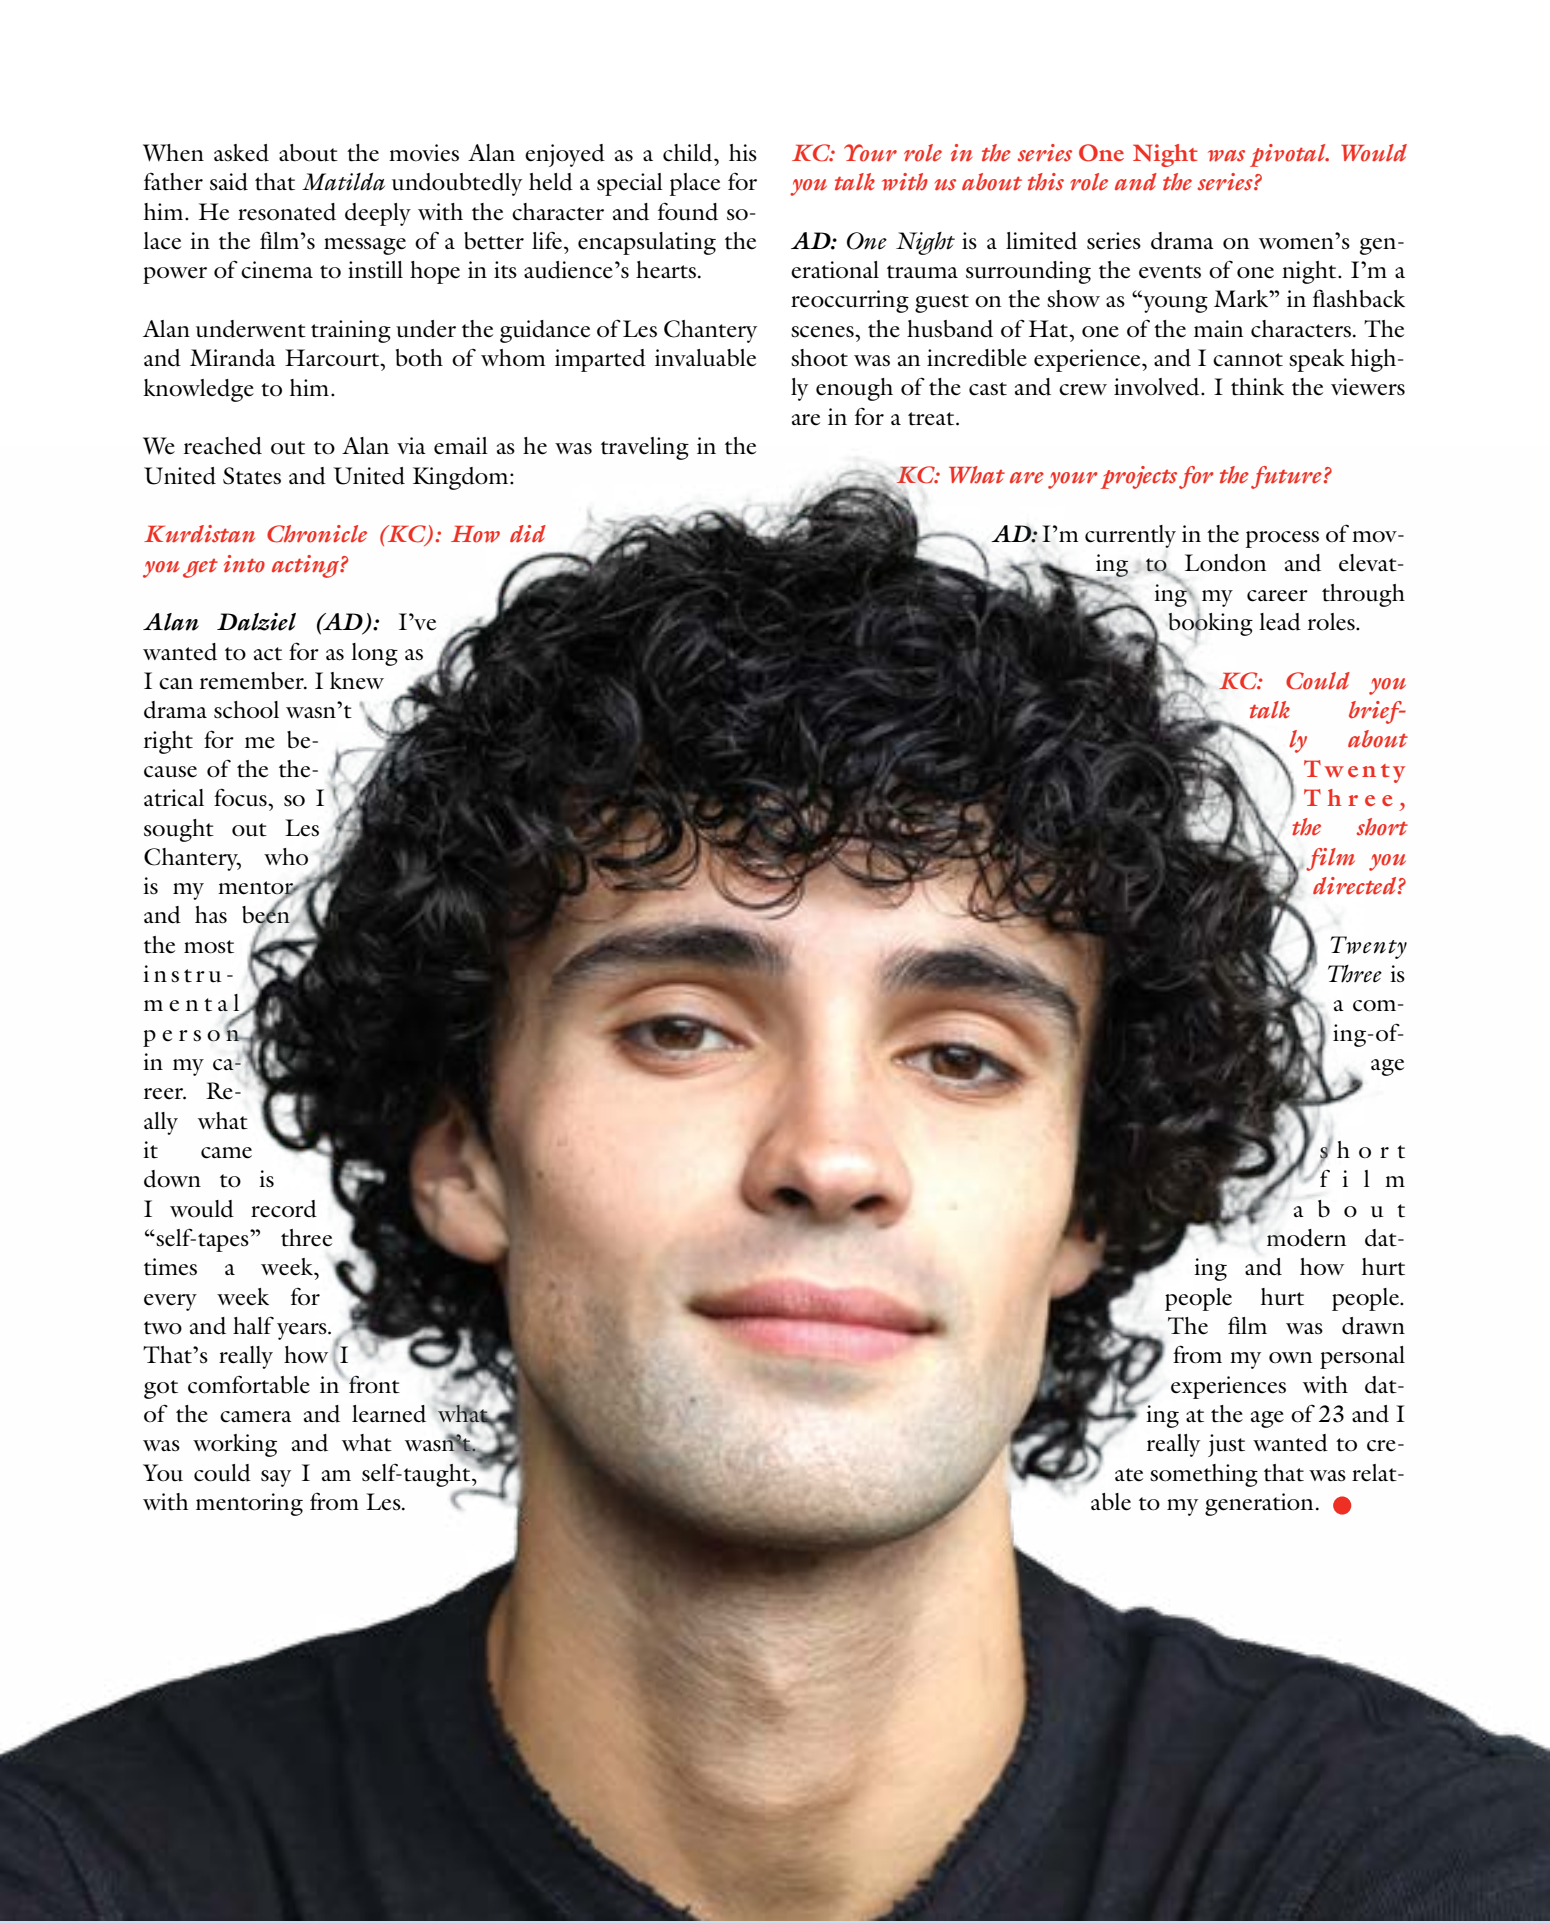 When asked about the movies Alan enjoyed as a child, his
father said that Matilda undoubtedly held a special place for
him. He resonated deeply with the character and found so-
lace in the film's message of a better life, encapsulating the
power of cinema to instill hope in its audience's hearts.
Alan underwent training under the guidance of Les Chantery
and Miranda Harcourt, both of whom imparted invaluable
knowledge to him.
We reached out to Alan via email as he was traveling in the
United States and United Kingdom:
Kurdistan Chronicle (KC): How did
you get into acting?
Alan Dalziel (AD): I've
wanted to act for as long as
I can remember. I knew
drama school wasn't
right for me be-
cause of the the-
atrical focus, so I
sought out Les
Chantery, who
is my mentor
and has been
the most
instru-
mental
person
in my ca-
reer. Re-
ally what
it came
down to is
I would record
“self-tapes” three
times a week,
every week for
two and half years.
That's really how I
got comfortable in front
of the camera and learned what
was working and what wasn't.
You could say I am self-taught,
with mentoring from Les.
KC: Your role in the series One Night was pivotal. Would
you talk with us about this role and the series?
AD: One Night is a limited series drama on women's gen-
erational trauma surrounding the events of one night. I'm a
reoccurring guest on the show as “young Mark” in flashback
scenes, the husband of Hat, one of the main characters. The
shoot was an incredible experience, and I cannot speak high-
ly enough of the cast and crew involved. I think the viewers
are in for a treat.
KC: What are your projects for the future?
AD: I'm currently in the process of mov-
ing to London and elevat-
ing my career through
booking lead roles.
KC: Could you
talk brief-
ly about
Twenty
Three,
the short
film you
directed?
Twenty
Three is
a com-
ing-of-
age
short
film
about
modern dat-
ing and how hurt
people hurt people.
The film was drawn
from my own personal
experiences with dat-
ing at the age of 23 and I
really just wanted to cre-
ate something that was relat-
able to my generation.